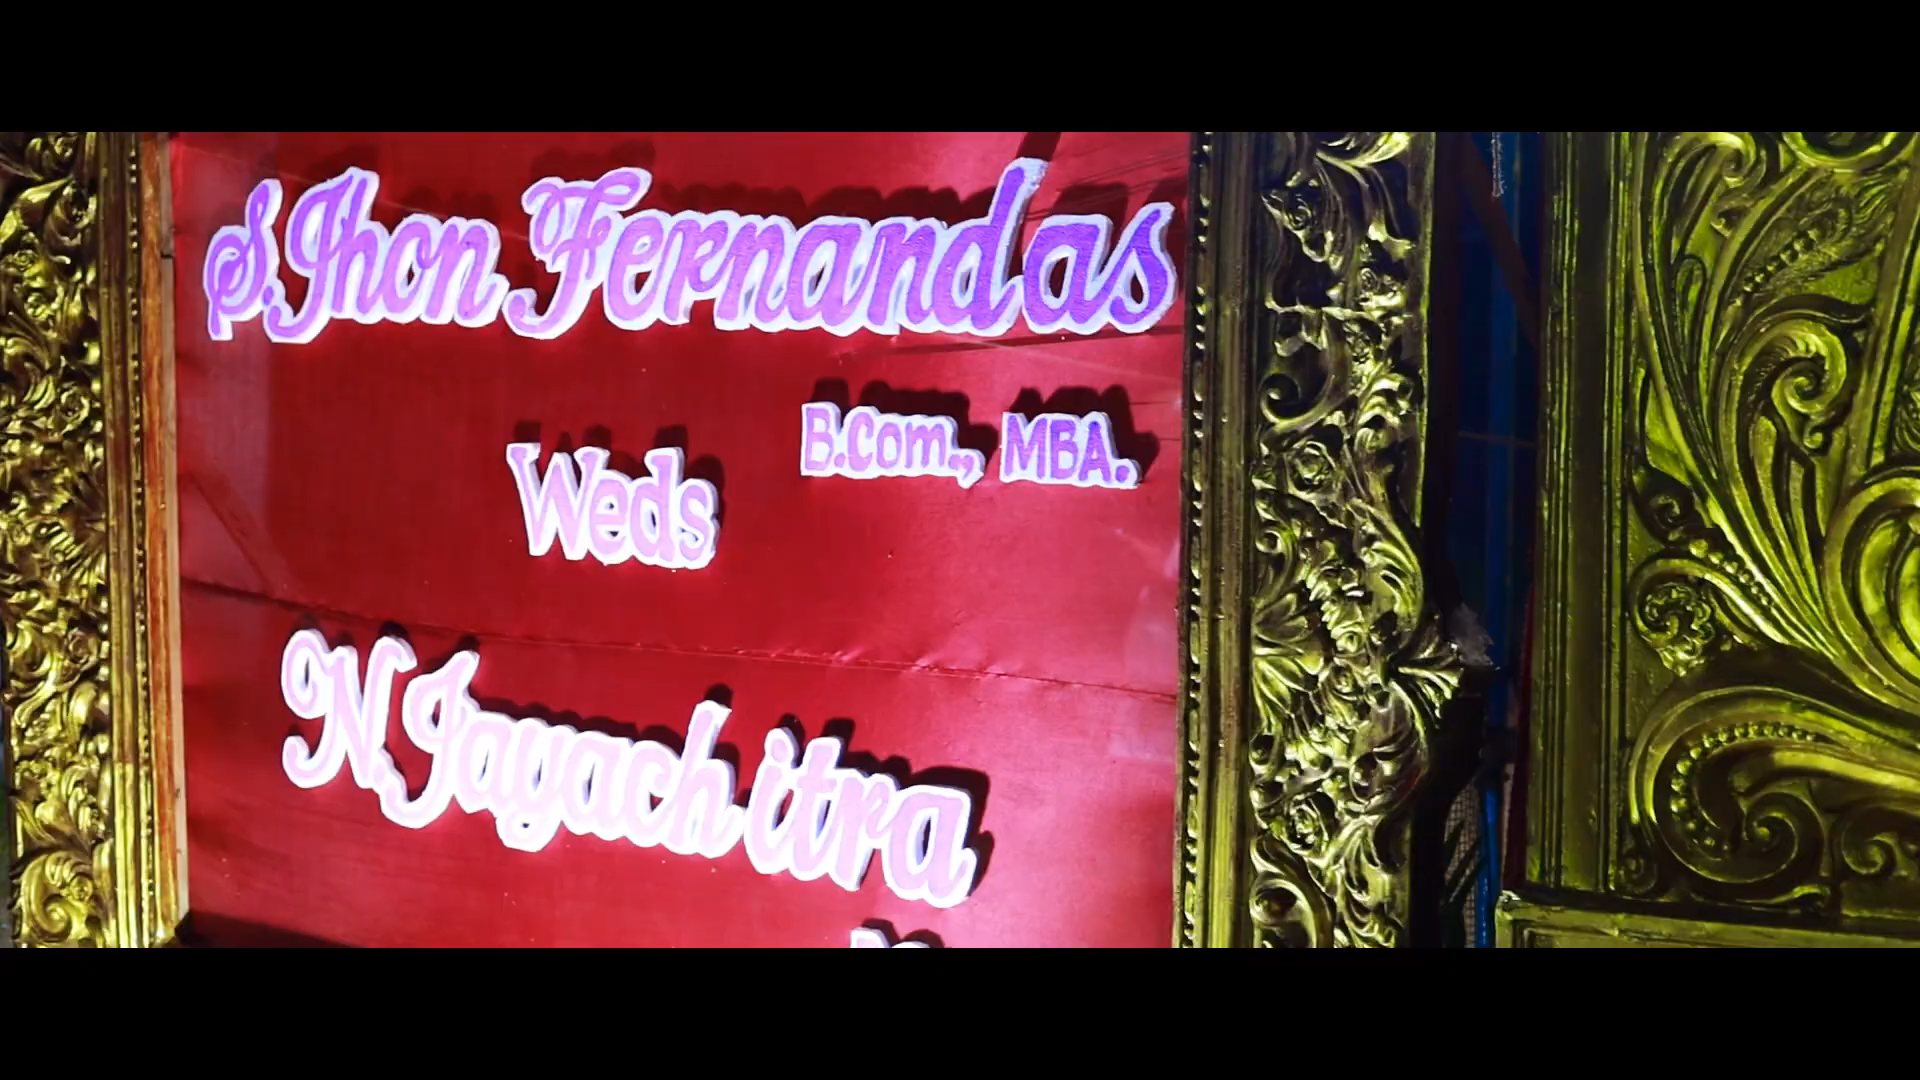 S. Jhon Fernandas
B.Com., MBA.
Weds
N. Jayachitra